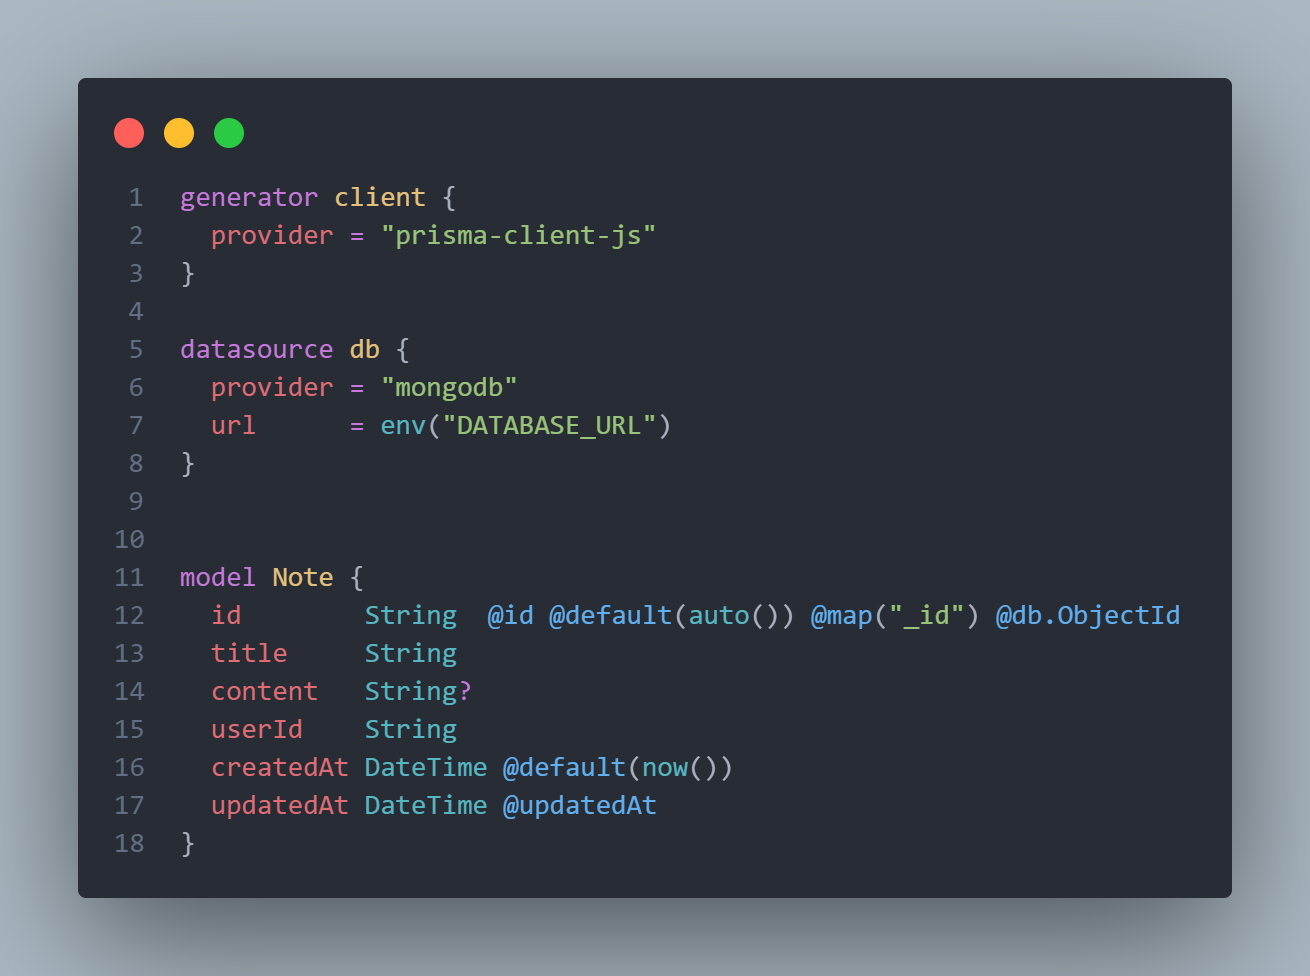 1 generator client {
2   provider = "prisma-client-js"
3 }
4
5 datasource db {
6   provider = "mongodb"
7   url      = env("DATABASE_URL")
8 }
9
10
11 model Note {
12   id        String  @id @default(auto()) @map("_id") @db.ObjectId
13   title     String
14   content   String?
15   userId    String
16   createdAt DateTime @default(now())
17   updatedAt DateTime @updatedAt
18 }